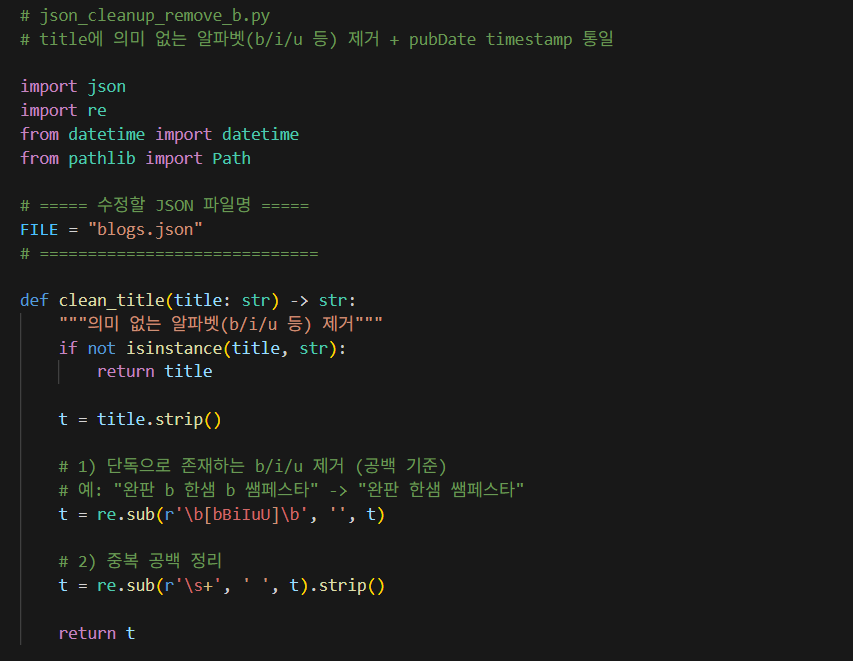 # json_cleanup_remove_b.py
# title에 의미 없는 알파벳(b/i/u 등) 제거 + pubDate timestamp 통일
import json
import re
from datetime import datetime
from pathlib import Path
# ===== 수정할 JSON 파일명 =====
FILE = "blogs.json"
# =============================
def clean_title(title: str) -> str:
"""의미 없는 알파벳(b/i/u 등) 제거"""
if not isinstance(title, str):
return title
t = title.strip()
# 1) 단독으로 존재하는 b/i/u 제거 (공백 기준)
# 예: "완판 b 한샘 b 쌤페스타" -> "완판 한샘 쌤페스타"
t = re.sub(r'\b[bBiIuU]\b', '', t)
# 2) 중복 공백 정리
t = re.sub(r'\s+', ' ', t).strip()
return t